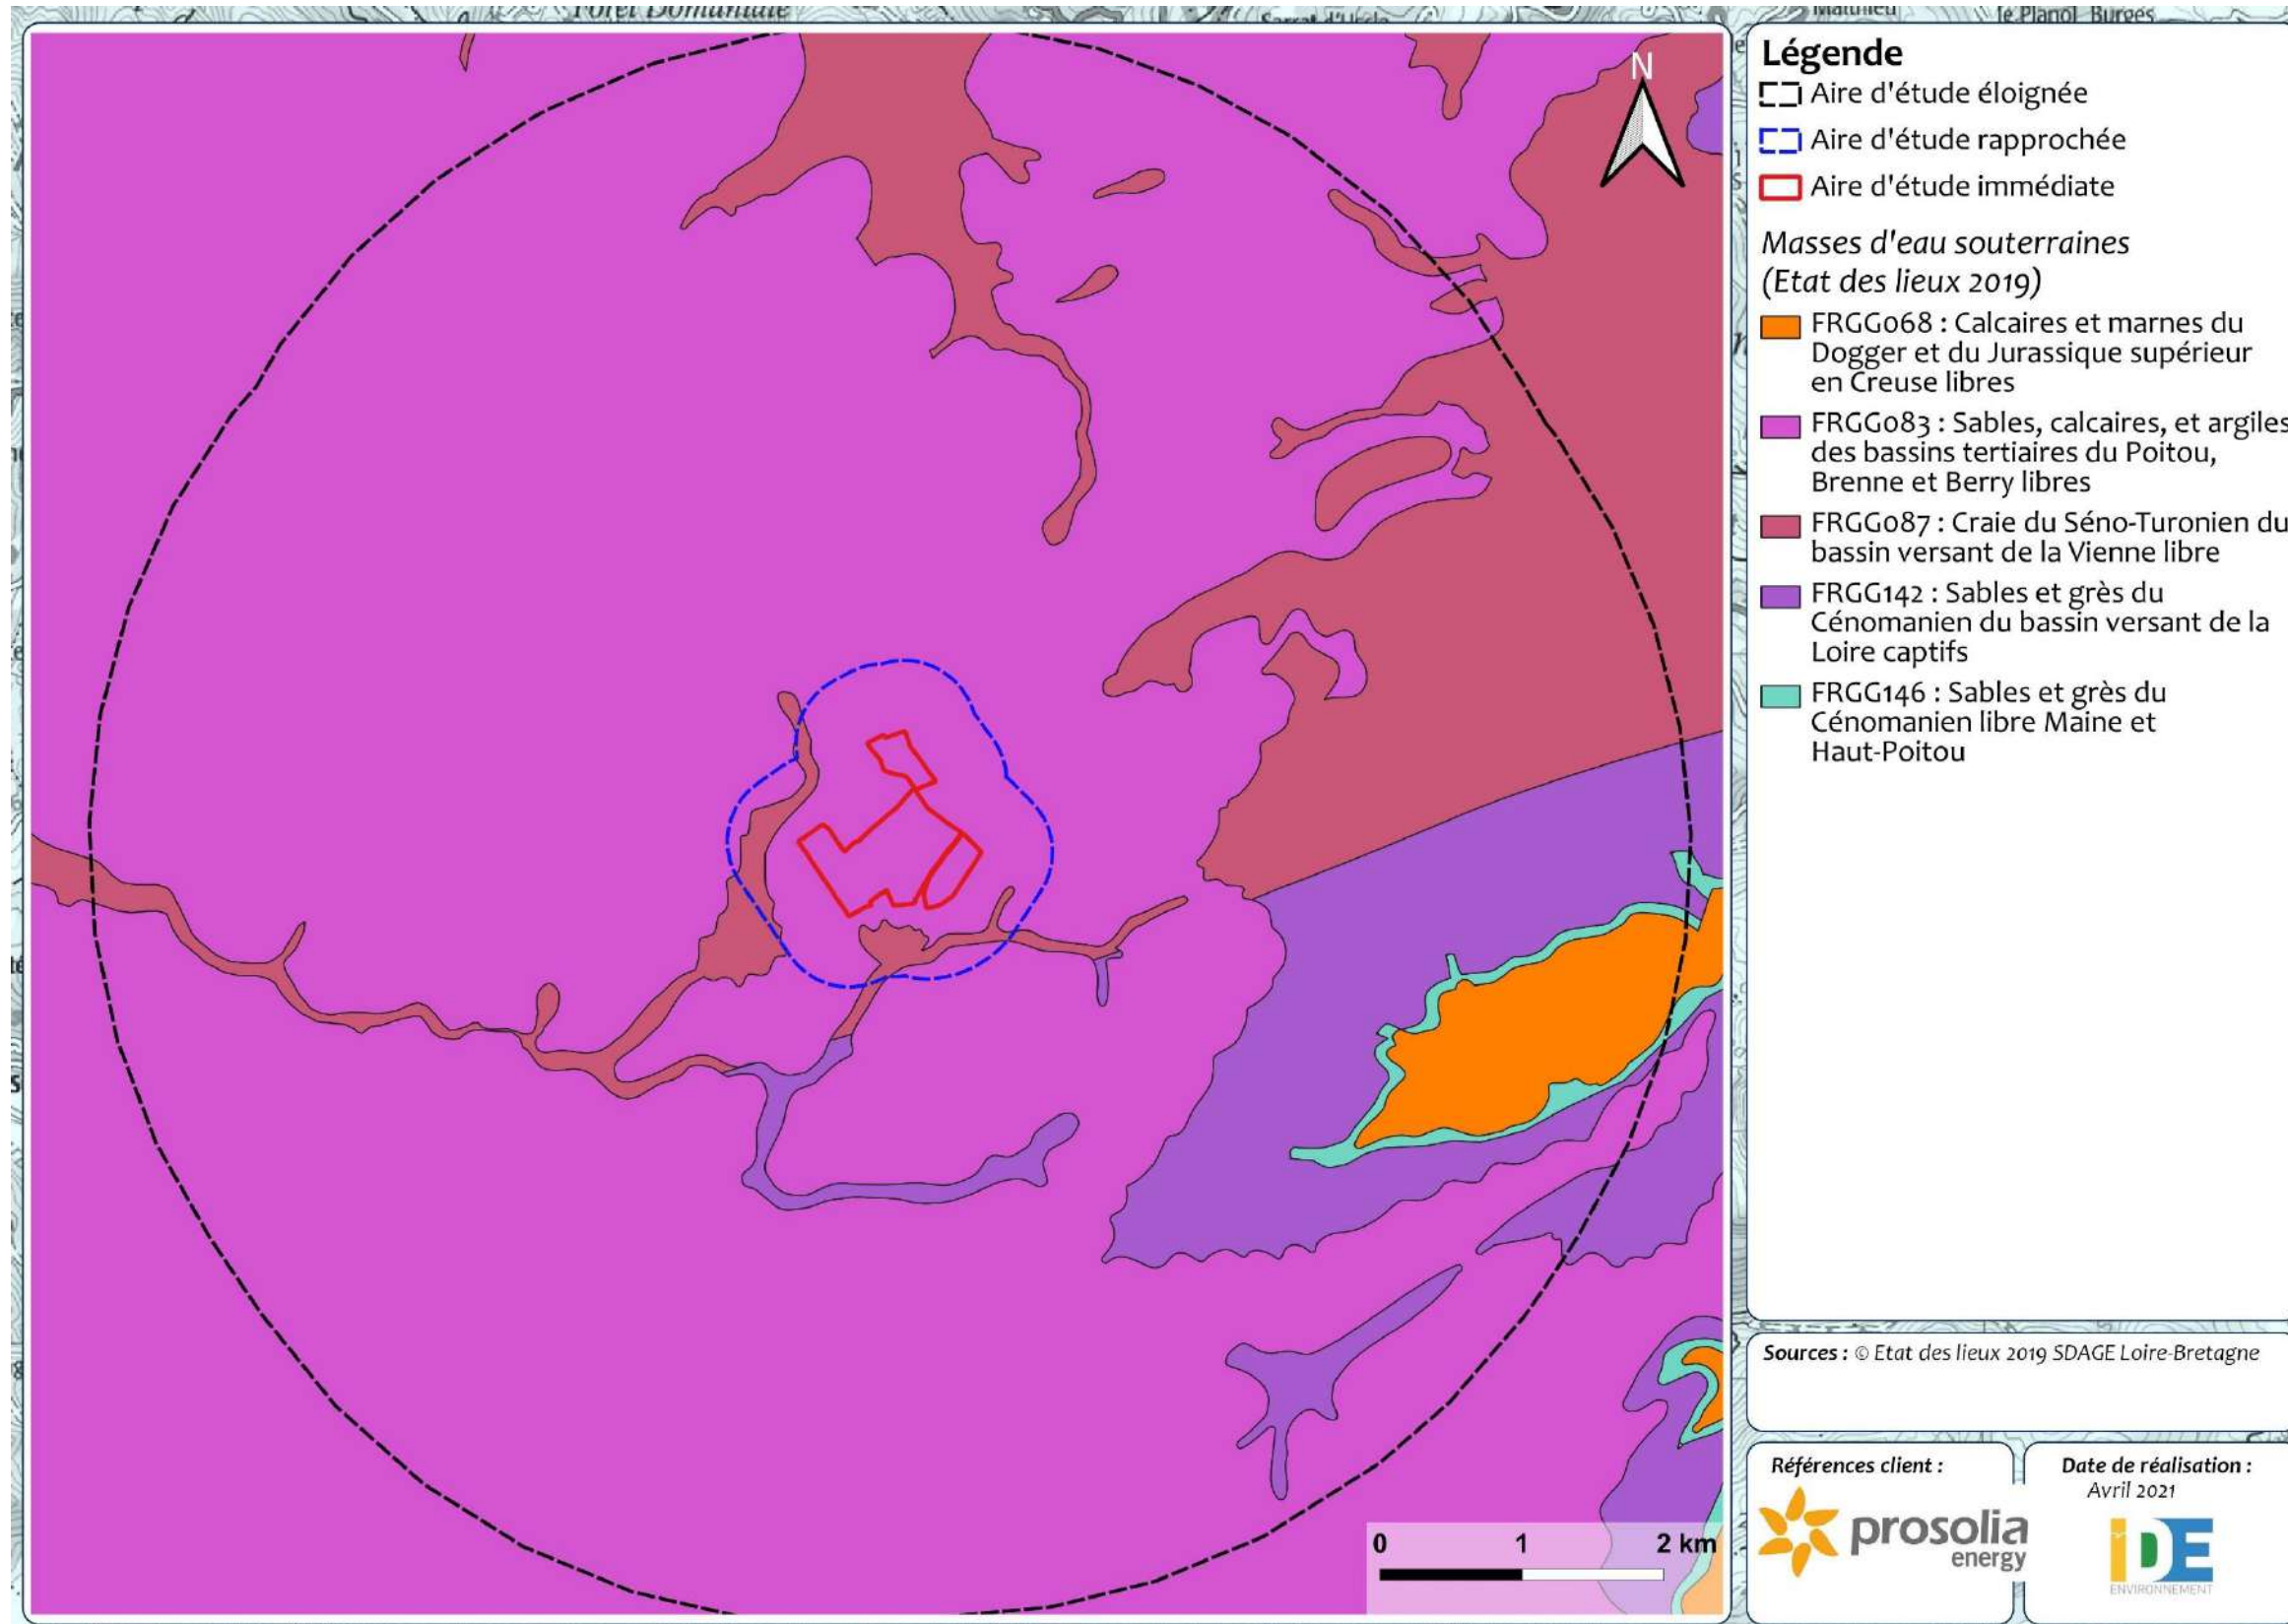 Forêt Domaniale
le Planol Burges
N
Légende
Aire d'étude éloignée
Aire d'étude rapprochée
Aire d'étude immédiate
Masses d'eau souterraines
(Etat des lieux 2019)
FRGG068 : Calcaires et marnes du
Dogger et du Jurassique supérieur
en Creuse libres
FRGG083 : Sables, calcaires, et argiles
des bassins tertiaires du Poitou,
Brenne et Berry libres
FRGG087 : Craie du Séno-Turonien du
bassin versant de la Vienne libre
FRGG142 : Sables et grès du
Cénomanien du bassin versant de la
Loire captifs
FRGG146 : Sables et grès du
Cénomanien libre Maine et
Haut-Poitou
Sources : © Etat des lieux 2019 SDAGE Loire-Bretagne
Références client :
prosolia
energy
Date de réalisation :
Avril 2021
iDE
ENVIRONNEMENT
0 1 2 km